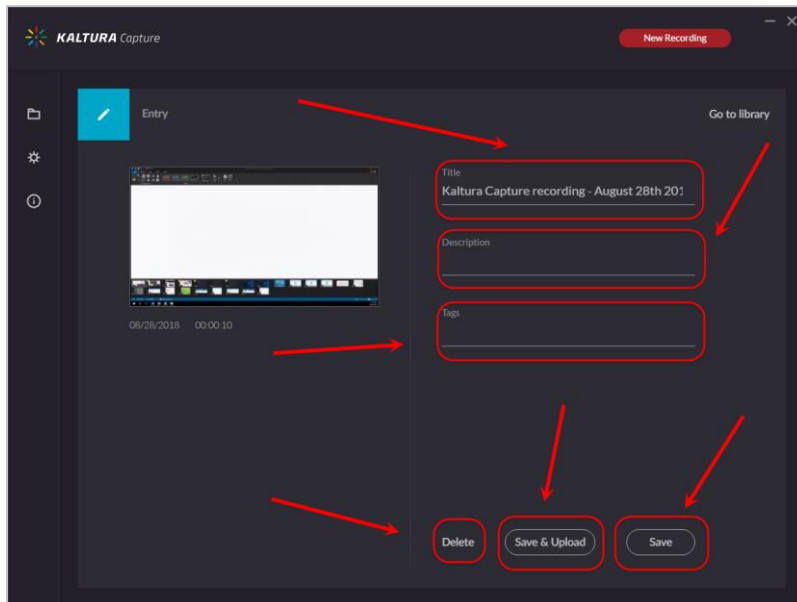 KALTURA Capture
New Recording
Entry
Go to library
Title
Kaltura Capture recording - August 28th 201
Description
Tags
08/28/2018 00:00:10
Delete
Save & Upload
Save